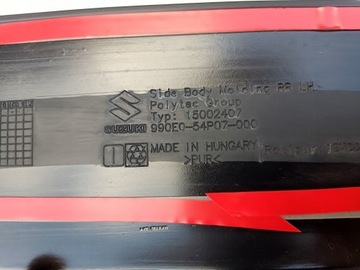 Side Body Molding RR LH
Polytec Group
Typ: 15002407
SUZUKI 990E0-54P07-000
MADE IN HUNGARY
>PUR<